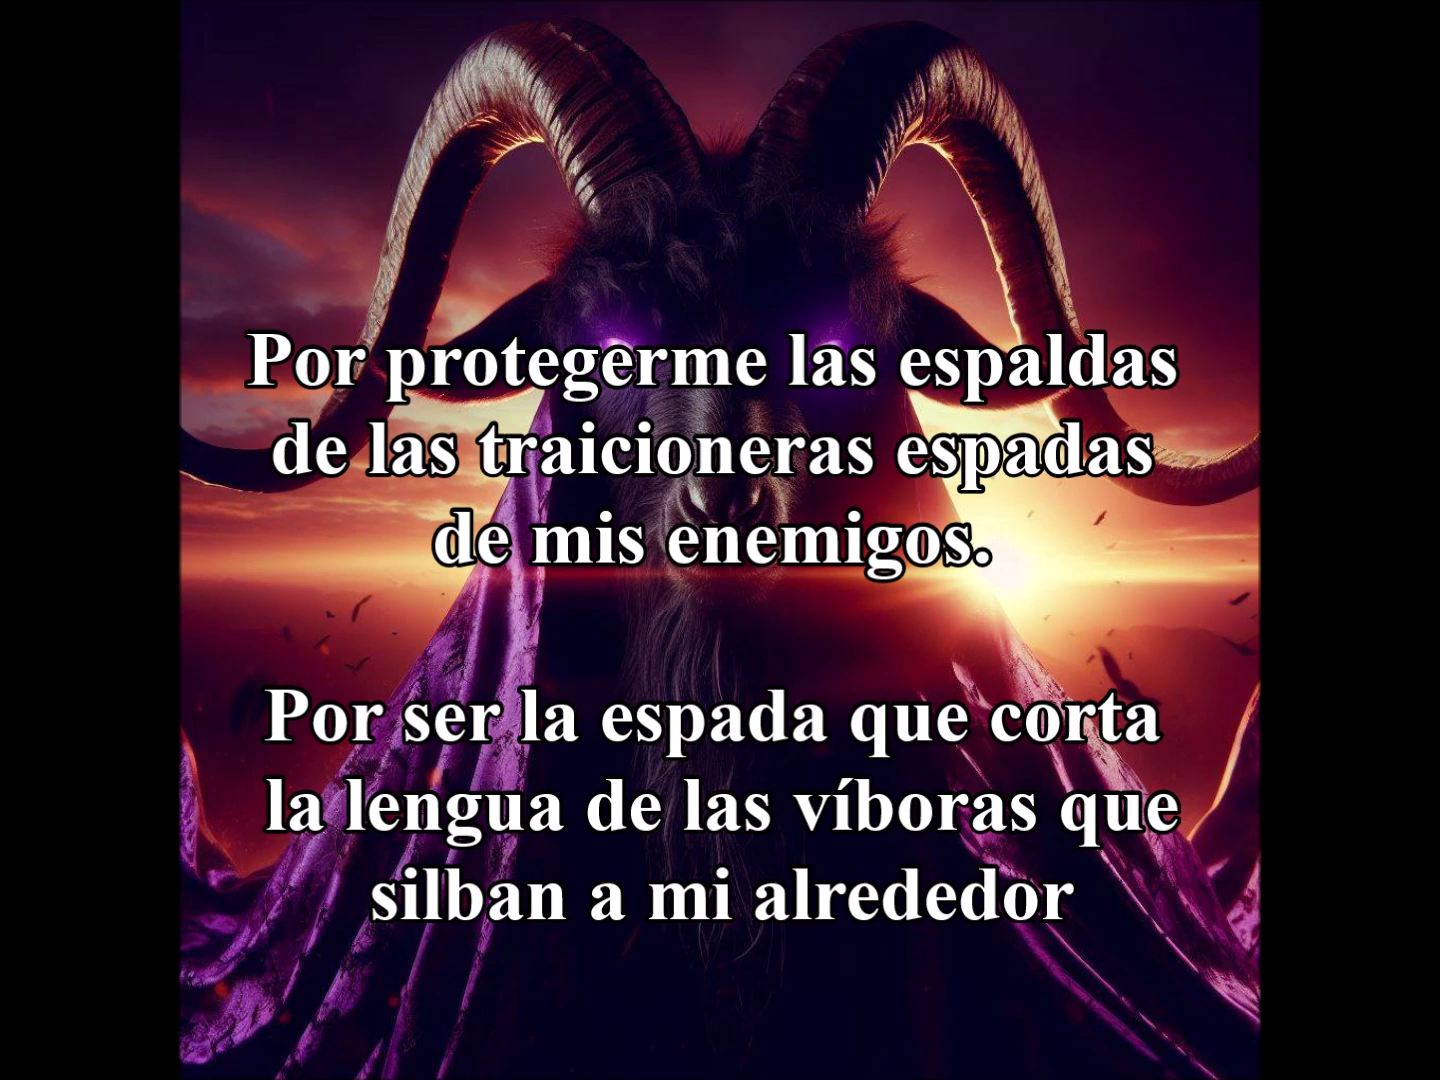 Por protegerme las espaldas
de las traicioneras espadas
de mis enemigos.
Por ser la espada que corta
la lengua de las víboras que
silban a mi alrededor